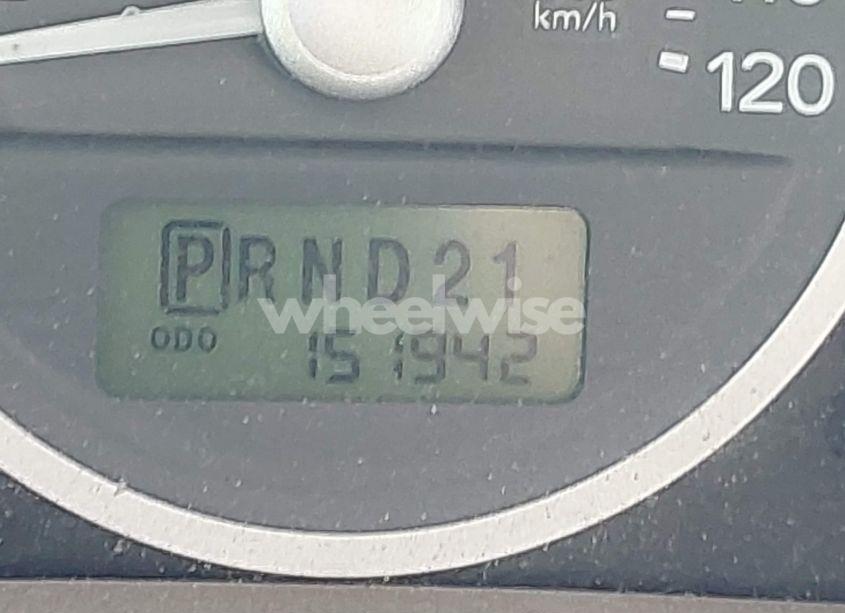 km/h
120
PRND21
wheelwise
ODO
151942